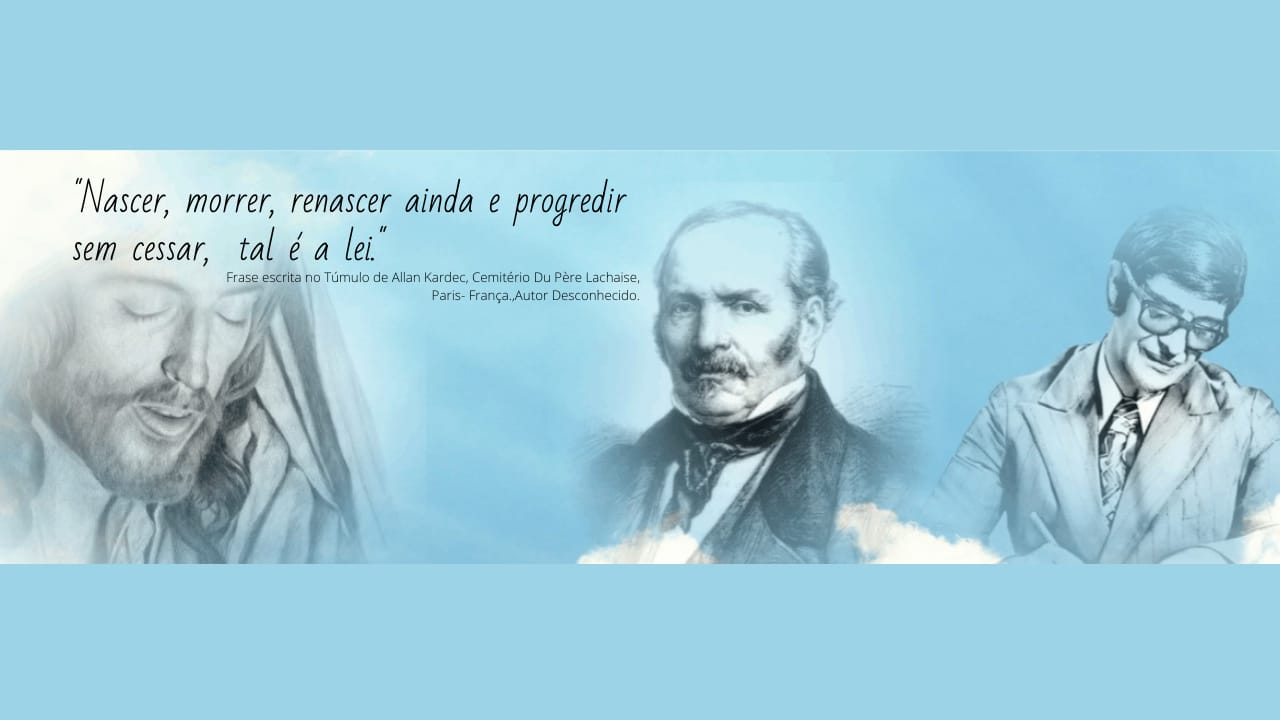 "Nascer, morrer, renascer ainda e progredir
sem cessar, tal é a lei."
Frase escrita no Túmulo de Allan Kardec, Cemitério Du Père Lachaise,
Paris- França.,Autor Desconhecido.